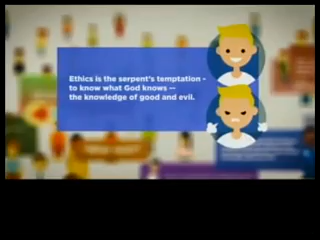 Ethics is the serpent's temptation -
to know what God knows --
the knowledge of good and evil.